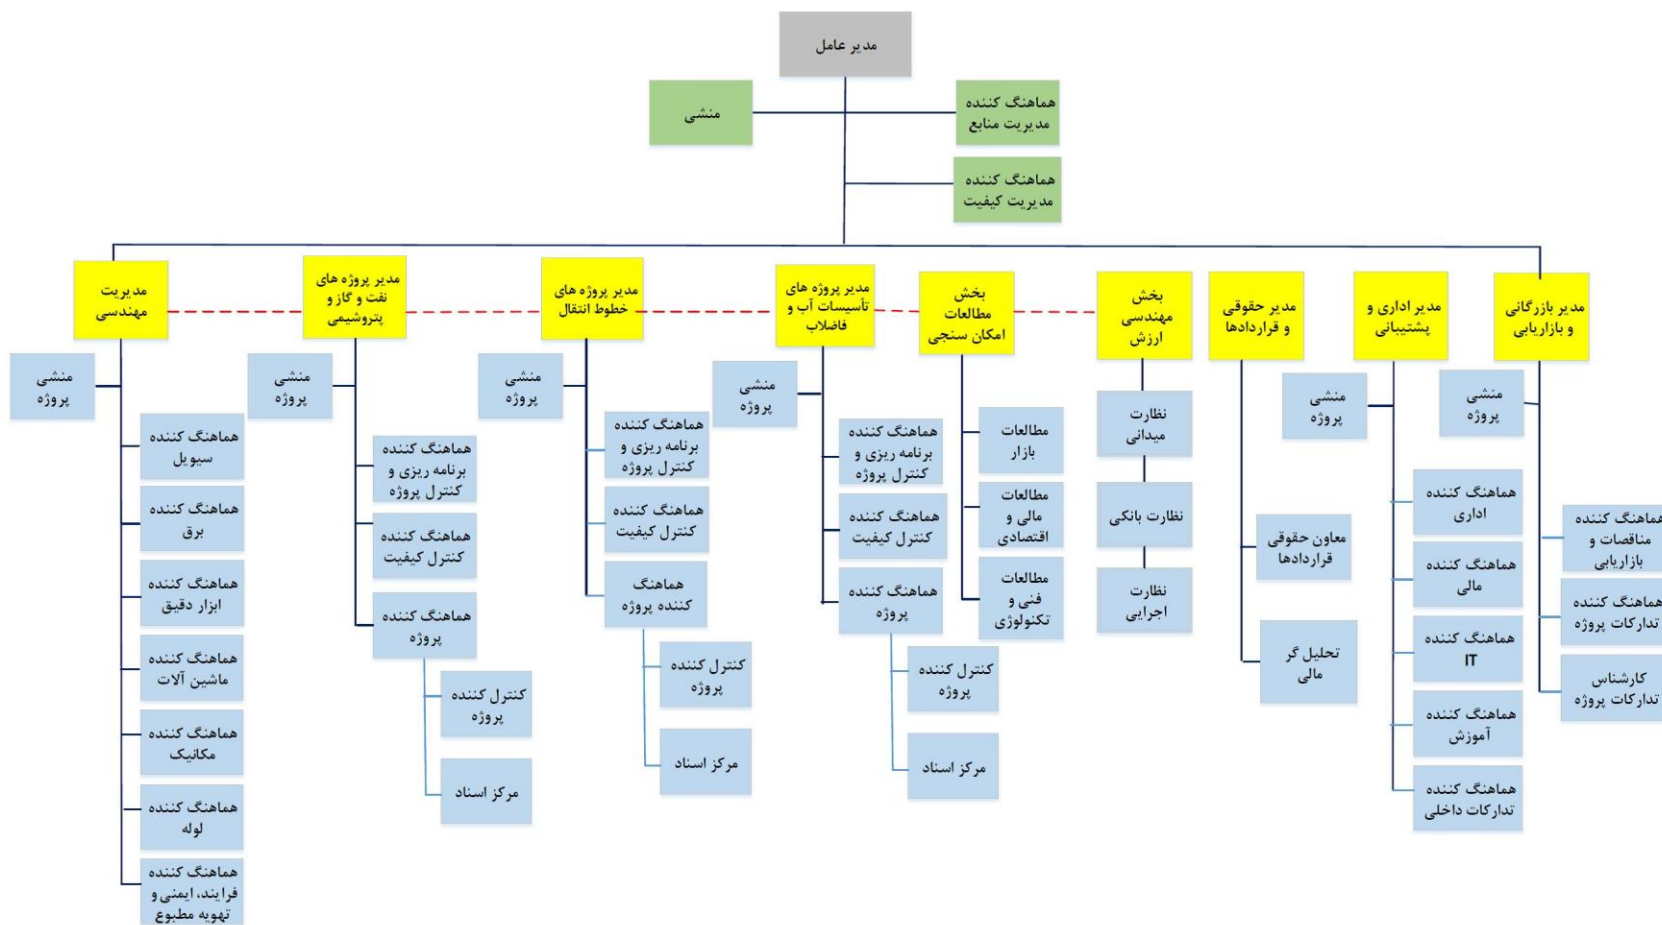 مدیر عامل
هماهنگ کننده
مدیریت منابع
منشی
هماهنگ کننده
مدیریت کیفیت
مدیر بازرگانی
و بازاریابی
منشی
پروژه
هماهنگ کننده
مناقصات و
بازاریابی
هماهنگ کننده
تدارکات پروژه
کارشناس
تدارکات پروژه
مدیر اداری و
پشتیبانی
منشی
پروژه
هماهنگ کننده
اداری
هماهنگ کننده
مالی
هماهنگ کننده
IT
هماهنگ کننده
آموزش
هماهنگ کننده
تدارکات داخلی
مدیر حقوقی
و قراردادها
معاون حقوقی
قراردادها
تحلیل گر
مالی
بخش
مهندسی
ارزش
نظارت
میدانی
نظارت بانکی
نظارت
اجرایی
بخش
مطالعات
امکان سنجی
مطالعات
بازار
مطالعات
مالی و
اقتصادی
مطالعات
فنی و
تکنولوژی
مدیر پروژه های
تأسیسات آب و
فاضلاب
منشی
پروژه
هماهنگ کننده
برنامه ریزی و
کنترل پروژه
هماهنگ کننده
کنترل کیفیت
هماهنگ کننده
پروژه
کنترل کننده
پروژه
مرکز اسناد
مدیر پروژه های
خطوط انتقال
منشی
پروژه
هماهنگ کننده
برنامه ریزی و
کنترل پروژه
هماهنگ کننده
کنترل کیفیت
هماهنگ
کننده پروژه
کنترل کننده
پروژه
مرکز اسناد
مدیر پروژه های
نفت و گاز و
پتروشیمی
منشی
پروژه
هماهنگ کننده
برنامه ریزی و
کنترل پروژه
هماهنگ کننده
کنترل کیفیت
هماهنگ کننده
پروژه
کنترل کننده
پروژه
مرکز اسناد
مدیریت
مهندسی
منشی
پروژه
هماهنگ کننده
سیویل
هماهنگ کننده
برق
هماهنگ کننده
ابزار دقیق
هماهنگ کننده
ماشین آلات
هماهنگ کننده
مکانیک
هماهنگ کننده
لوله
هماهنگ کننده
فرایند، ایمنی و
تهویه مطبوع